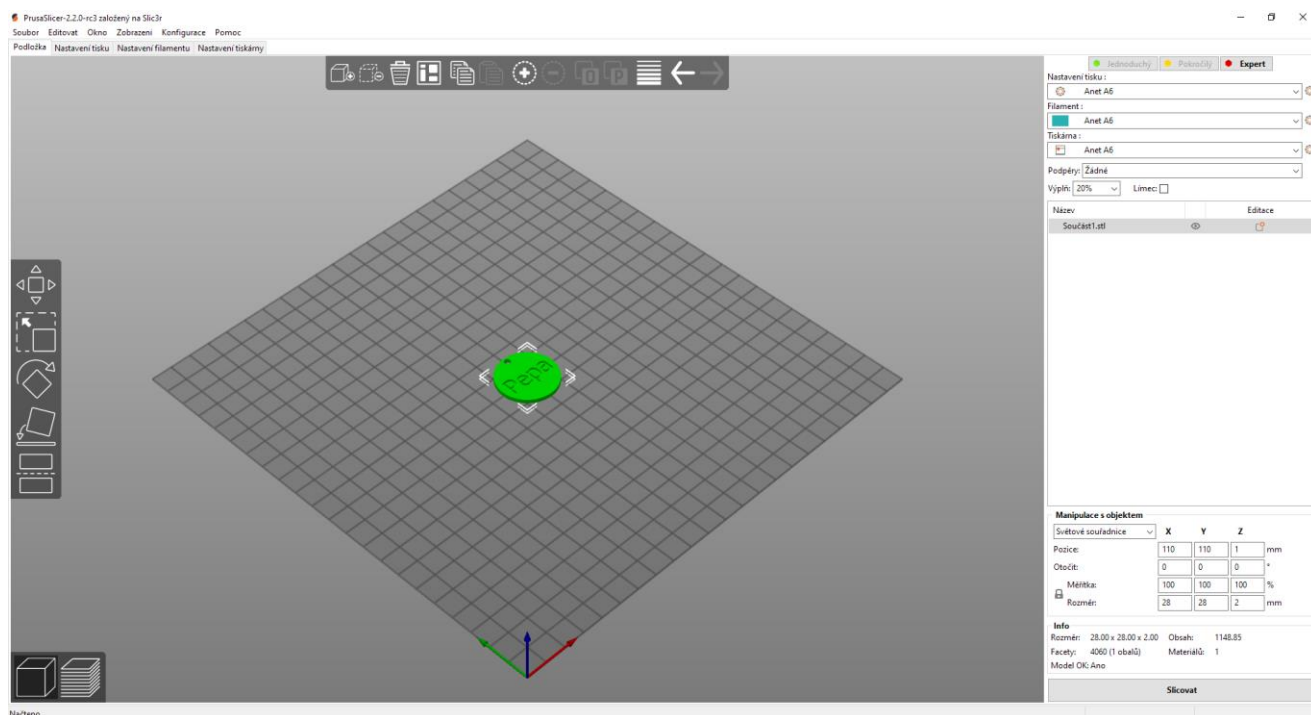 PrusaSlicer-2.2.0-rc3 založený na Slic3r
Soubor Editovat Okno Zobrazení Konfigurace Pomoc
Podložka Nastavení tisku Nastavení filamentu Nastavení tiskárny
Jednoduchý Pokročilý Expert
Nastavení tisku :
Anet A6
Filament :
Anet A6
Tiskárna :
Anet A6
Podpěry: Žádné
Výplň: 20% Límec:
Název Editace
Součást1.stl
Pepa
Manipulace s objektem
Světové souřadnice X Y Z
Pozice: 110 110 1 mm
Otočit: 0 0 0 °
Měřítka: 100 100 100 %
Rozměr: 28 28 2 mm
Info
Rozměr: 28.00 x 28.00 x 2.00 Obsah: 1148.85
Facety: 4060 (1 obalů) Materiálů: 1
Model OK: Ano
Slicovat
Načteno